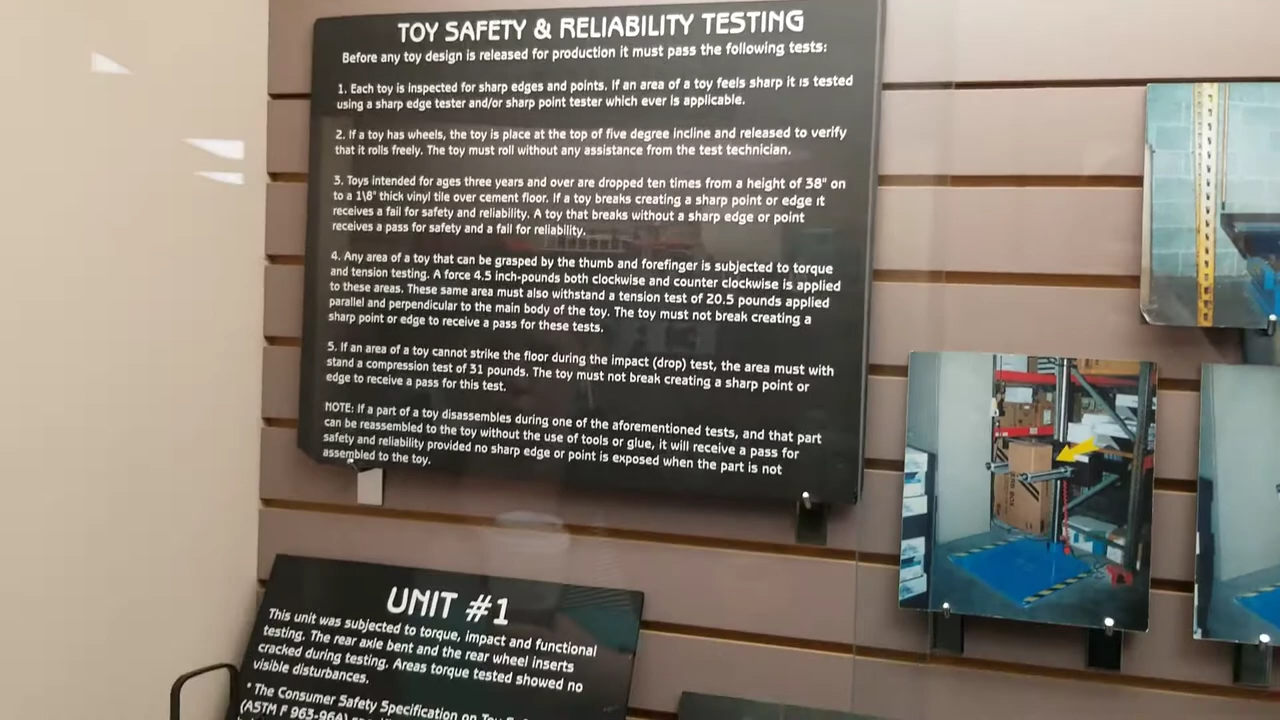 TOY SAFETY & RELIABILITY TESTING
Before any toy design is released for production it must pass the following tests:
1. Each toy is inspected for sharp edges and points. If an area of a toy feels sharp it is tested
using a sharp edge tester and/or sharp point tester which ever is applicable.
2. If a toy has wheels, the toy is place at the top of five degree incline and released to verify
that it rolls freely. The toy must roll without any assistance from the test technician.
3. Toys intended for ages three years and over are dropped ten times from a height of 38" on
to a 1\8" thick vinyl tile over cement floor. If a toy breaks creating a sharp point or edge it
receives a fail for safety and reliability. A toy that breaks without a sharp edge or point
receives a pass for safety and a fail for reliability.
4. Any area of a toy that can be grasped by the thumb and forefinger is subjected to torque
and tension testing. A force 4.5 inch-pounds both clockwise and counter clockwise is applied
to these areas. These same area must also withstand a tension test of 20.5 pounds applied
parallel and perpendicular to the main body of the toy. The toy must not break creating a
sharp point or edge to receive a pass for these tests.
5. If an area of a toy cannot strike the floor during the impact (drop) test, the area must with
stand a compression test of 31 pounds. The toy must not break creating a sharp point or
edge to receive a pass for this test.
NOTE: If a part of a toy disassembles during one of the aforementioned tests, and that part
can be reassembled to the toy without the use of tools or glue, it will receive a pass for
safety and reliability provided no sharp edge or point is exposed when the part is not
assembled to the toy.
UNIT #1
This unit was subjected to torque, impact and functional
testing. The rear axle bent and the rear wheel inserts
cracked during testing. Areas torque tested showed no
visible disturbances.
* The Consumer Safety Specification on Toy
(ASTM F 963-96A)